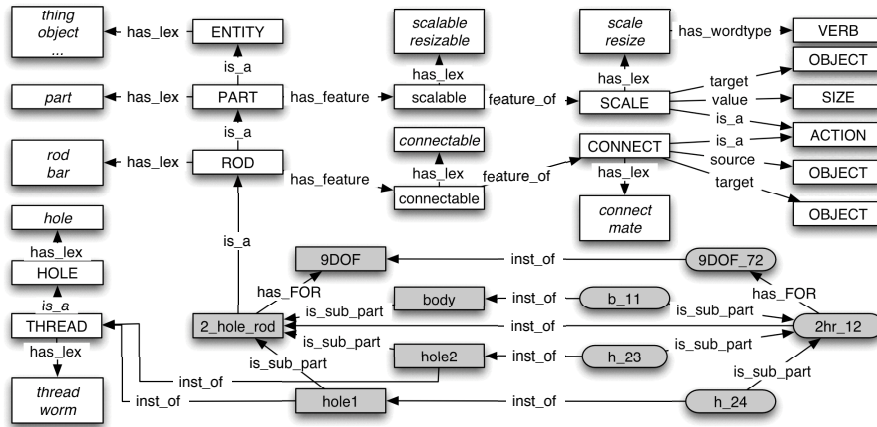 thing
object
...
has_lex
ENTITY
scalable
resizable
scale
resize
has_wordtype
VERB
is_a
has_lex
has_lex
target
OBJECT
part
has_lex
PART
has_feature
scalable
feature_of
SCALE
value
SIZE
is_a
is_a
connectable
CONNECT
is_a
ACTION
rod
bar
has_lex
ROD
has_feature
has_lex
connectable
feature_of
has_lex
source
OBJECT
target
hole
connect
mate
OBJECT
has_lex
is_a
HOLE
9DOF
inst_of
9DOF_72
is_a
has_FOR
has_FOR
body
inst_of
b_11
is_sub_part
is_sub_part
THREAD
2_hole_rod
inst_of
2hr_12
has_lex
is_sub_part
is_sub_part
hole2
inst_of
h_23
is_sub_part
is_sub_part
thread
worm
inst_of
inst_of
hole1
inst_of
h_24